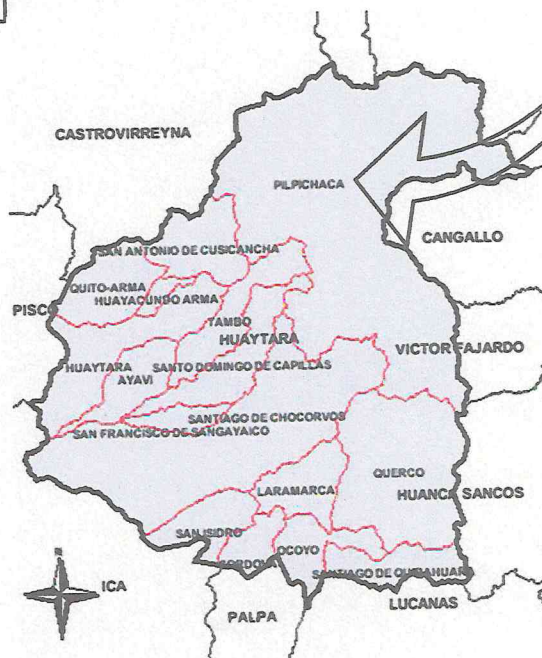 CASTROVIRREYNA
PILPICHACA
CANGALLO
SAN ANTONIO DE CUSICANCHA
QUITO-ARMA
HUAYACUNDO ARMA
PISCO
TAMBO
HUAYTARA
VICTOR FAJARDO
HUAYTARA
SANTO DOMINGO DE CAPILLAS
AYAVI
SANTIAGO DE CHOCORVOS
SAN FRANCISCO DE SANGAYAICO
QUERCO
LARAMARCA
HUANCA SANCOS
SAN ISIDRO
OCOYO
CORDOVA
SANTIAGO DE QUIRAHUARA
N
ICA
LUCANAS
PALPA